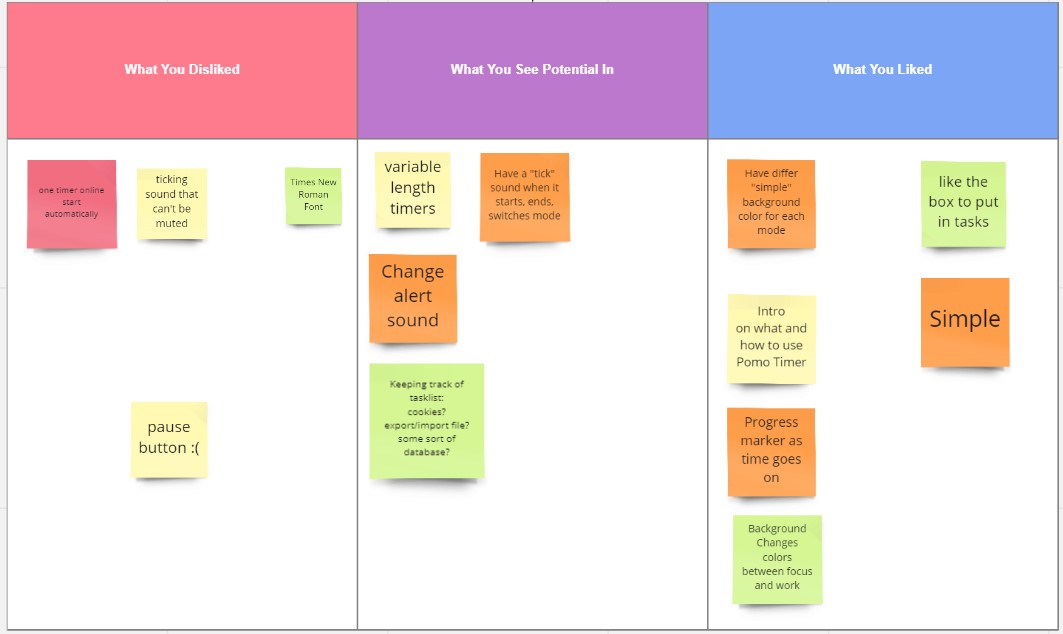 What You Disliked
What You See Potential In
What You Liked
one timer online
start
automatically
ticking
sound that
can't be
muted
Times New
Roman
Font
pause
button :(
variable
length
timers
Have a "tick"
sound when it
starts, ends,
switches mode
Change
alert
sound
Keeping track of
tasklist:
cookies?
export/import file?
some sort of
database?
Have differ
"simple"
background
color for each
mode
like the
box to put
in tasks
Intro
on what and
how to use
Pomo Timer
Simple
Progress
marker as
time goes
on
Background
Changes
colors
between focus
and work